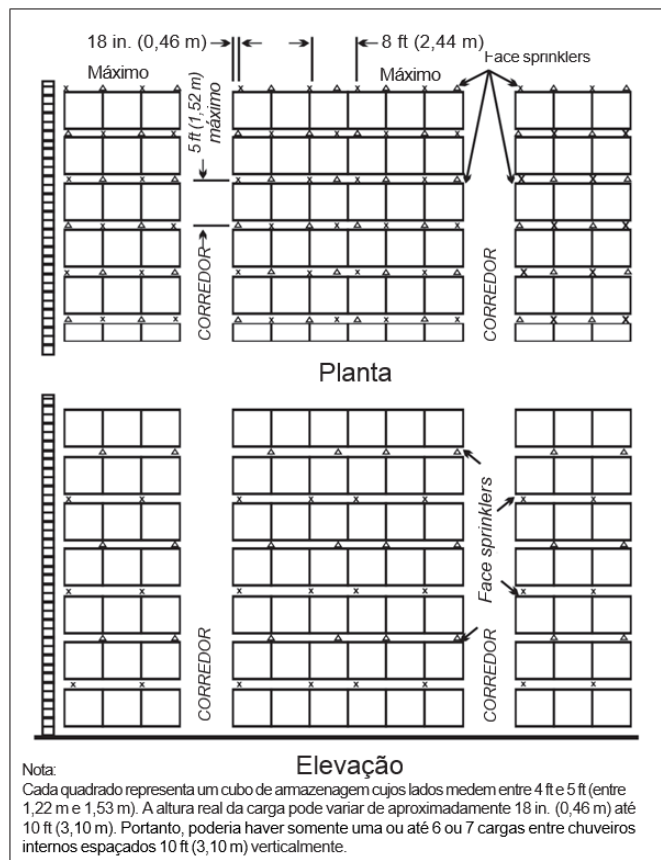 18 in. (0,46 m)
8 ft (2,44 m)
Face sprinklers
Máximo
Máximo
5 ft (1,52 m)
máximo
CORREDOR
CORREDOR
Planta
Face sprinklers
CORREDOR
CORREDOR
Elevação
Nota:
Cada quadrado representa um cubo de armazenagem cujos lados medem entre 4 ft e 5 ft (entre
1,22 m e 1,53 m). A altura real da carga pode variar de aproximadamente 18 in. (0,46 m) até
10 ft (3,10 m). Portanto, poderia haver somente uma ou até 6 ou 7 cargas entre chuveiros
internos espaçados 10 ft (3,10 m) verticalmente.